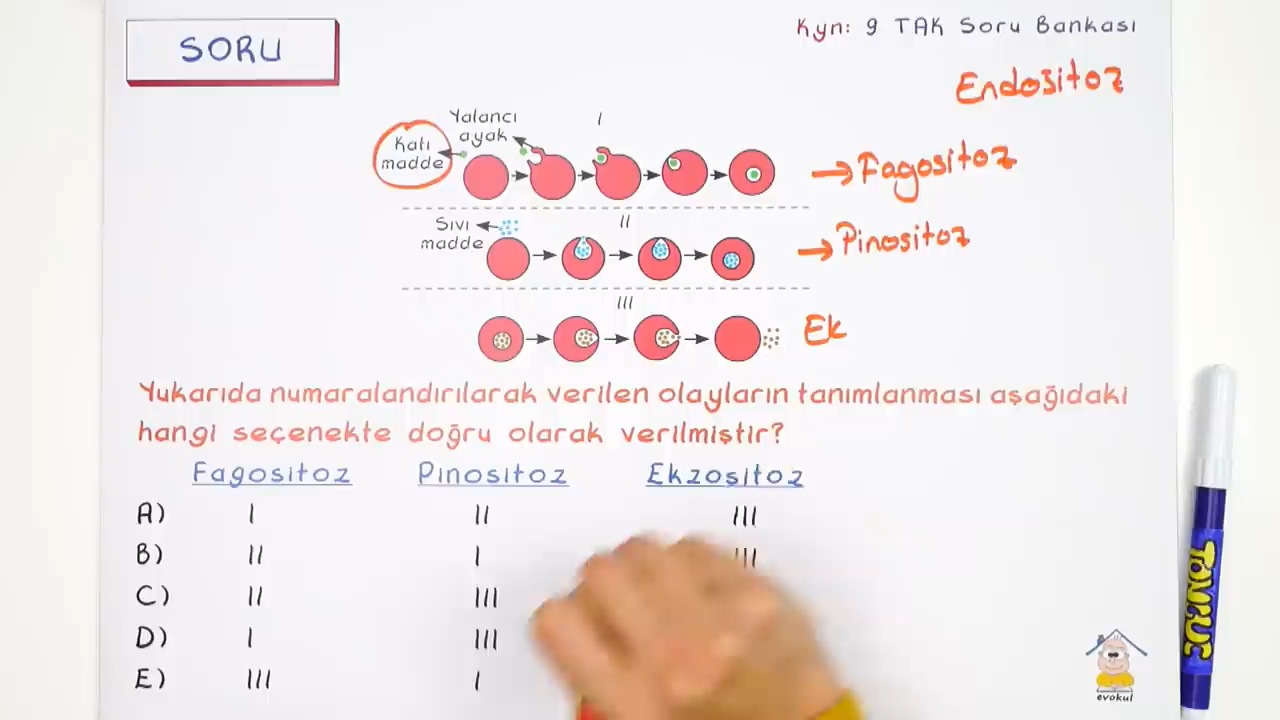 SORU
Kyn: 9 TAK Soru Bankası
Endositoz
Yalancı
ayak
I
Katı
madde
→Fagositoz
Sıvı
madde
II
→Pinositoz
III
Ek
Yukarıda numaralandırılarak verilen olayların tanımlanması aşağıdaki
hangi seçenekte doğru olarak verilmiştir?
Fagositoz Pinositoz Ekzositoz
A) I II III
B) II I III
C) II III
D) I III
E) III I
TOMBUL
evokul